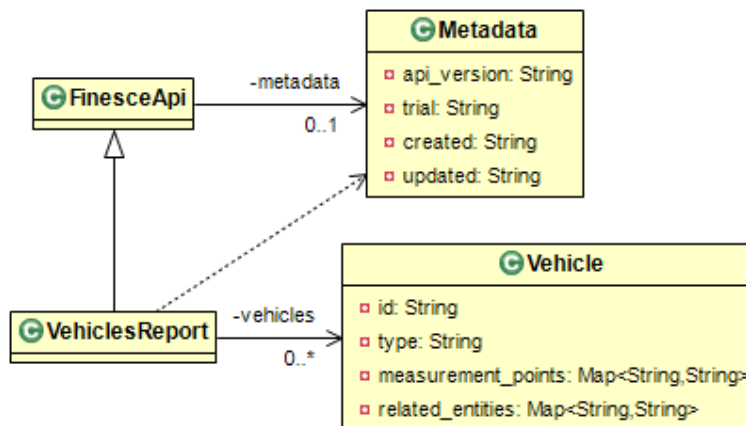 C Metadata
api_version: String
trial: String
created: String
updated: String
C FinesceApi
-metadata
0..1
C Vehicle
id: String
type: String
measurement_points: Map<String,String>
related_entities: Map<String,String>
C VehiclesReport
-vehicles
0..*